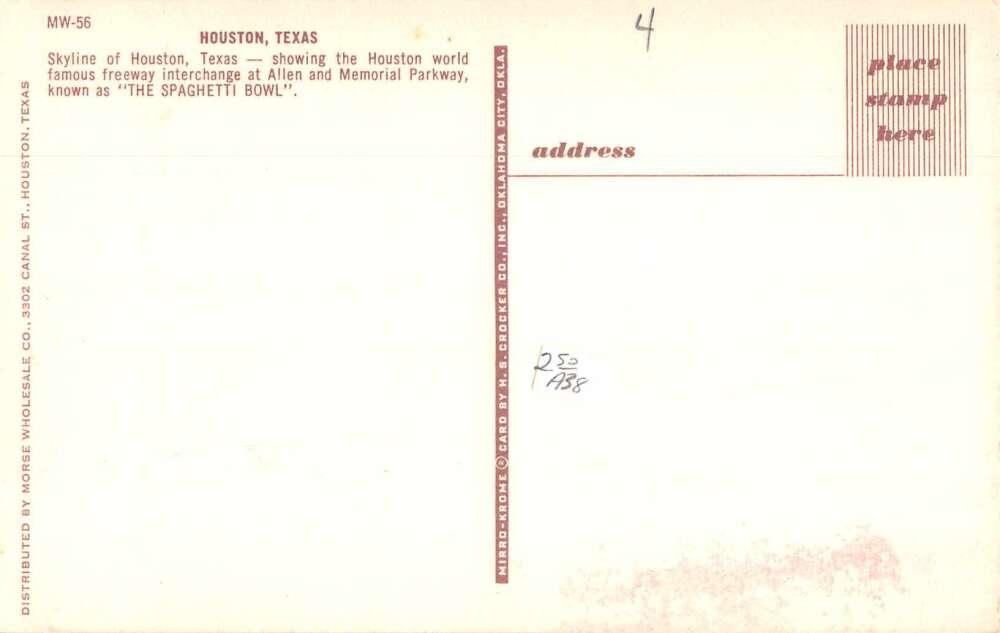 MW-56
HOUSTON, TEXAS
Skyline of Houston, Texas — showing the Houston world
famous freeway interchange at Allen and Memorial Parkway,
known as "THE SPAGHETTI BOWL".
DISTRIBUTED BY MORSE WHOLESALE CO., 3302 CANAL ST., HOUSTON, TEXAS
MIRRO-KROME ® CARD BY H. S. CROCKER CO., INC., OKLAHOMA CITY, OKLA.
4
place
stamp
here
address
2 50
A38